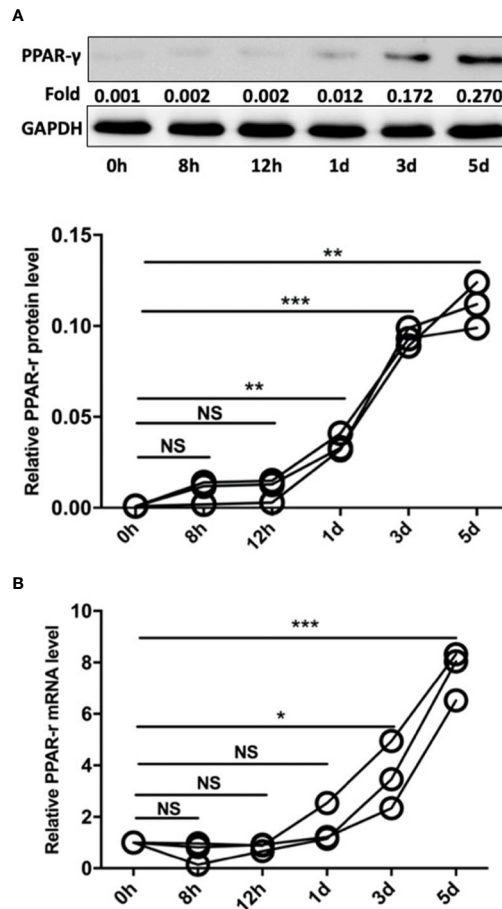 A
PPAR-γ
Fold 0.001 0.002 0.002 0.012 0.172 0.270
GAPDH
0h 8h 12h 1d 3d 5d
Relative PPAR-r protein level
0.15
0.10
0.05
0.00
**
***
**
NS
NS
0h 8h 12h 1d 3d 5d
B
Relative PPAR-r mRNA level
10
8
6
4
2
0
***
*
NS
NS
NS
0h 8h 12h 1d 3d 5d